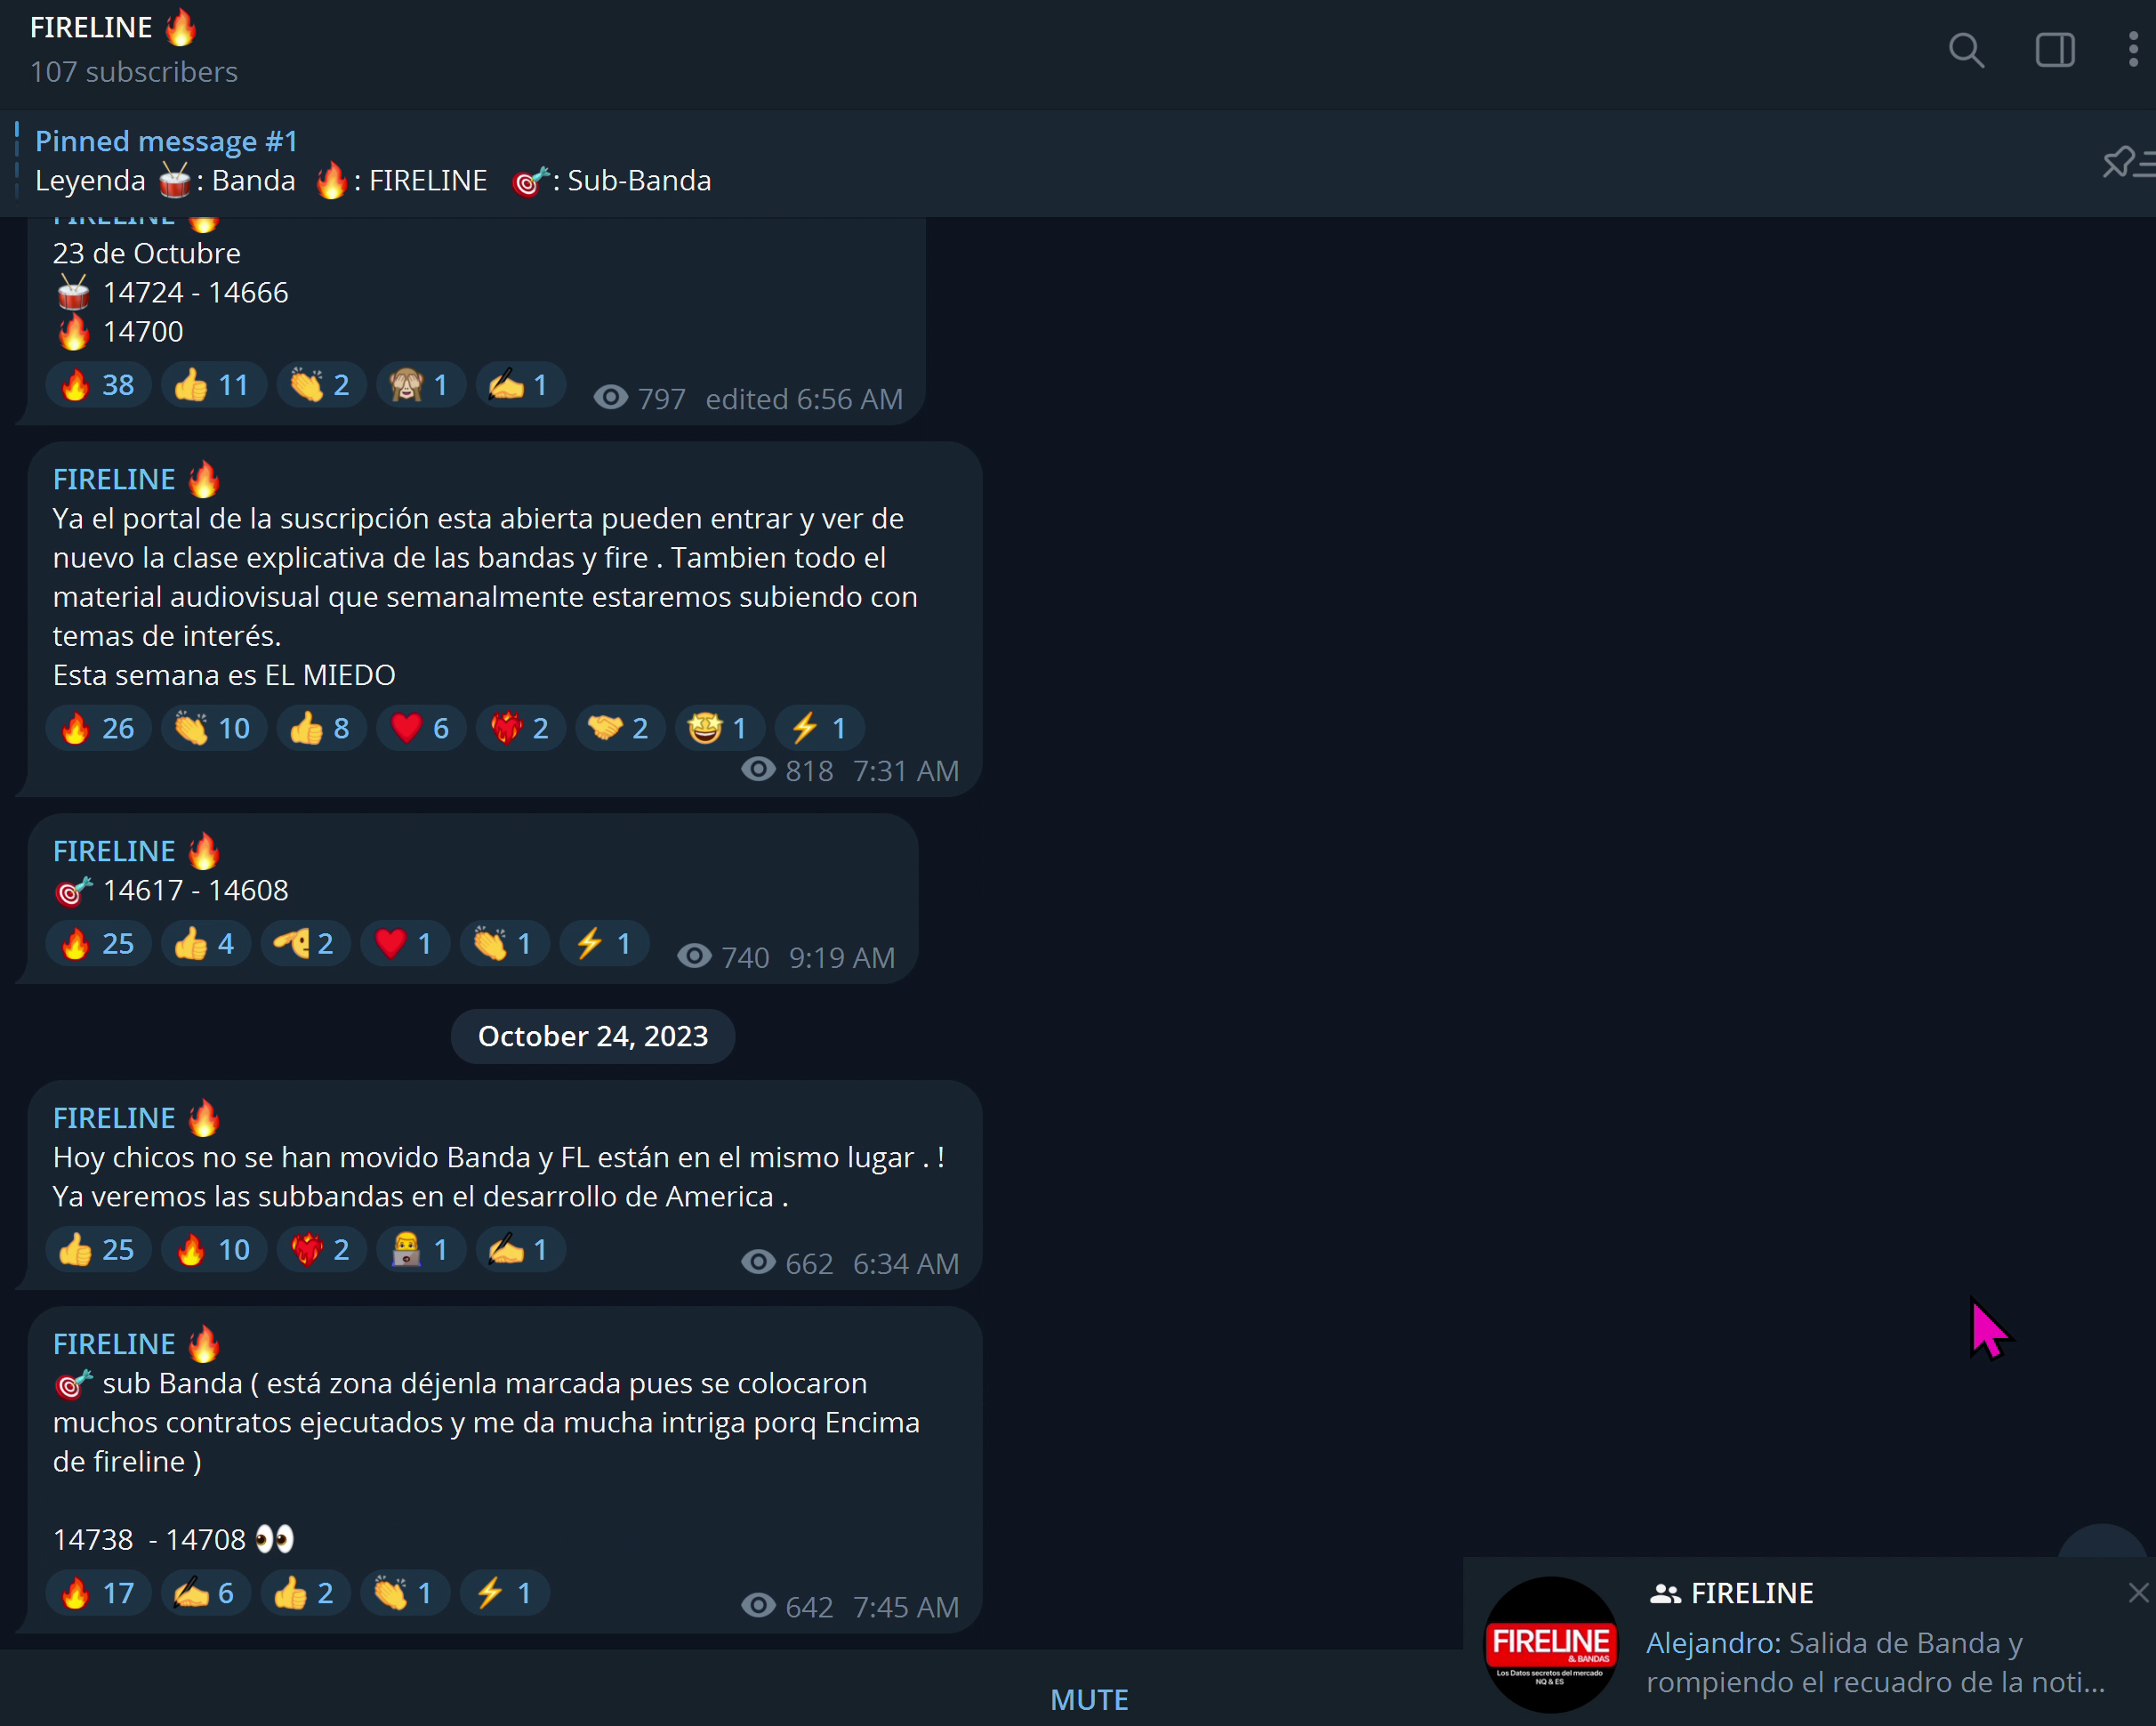 FIRELINE 🔥
107 subscribers
Pinned message #1
Leyenda 🥁: Banda 🔥: FIRELINE 🎯: Sub-Banda
FIRELINE 🔥
23 de Octubre
🥁 14724 - 14666
🔥 14700
🔥 38 👍 11 👏 2 🙈 1 ✍️ 1 797 edited 6:56 AM
FIRELINE 🔥
Ya el portal de la suscripción esta abierta pueden entrar y ver de
nuevo la clase explicativa de las bandas y fire . Tambien todo el
material audiovisual que semanalmente estaremos subiendo con
temas de interés.
Esta semana es EL MIEDO
🔥 26 👏 10 👍 8 ❤️ 6 ❤️‍🔥 2 🤝 2 🤩 1 ⚡ 1
818 7:31 AM
FIRELINE 🔥
🎯 14617 - 14608
🔥 25 👍 4 🫡 2 ❤️ 1 👏 1 ⚡ 1 740 9:19 AM
October 24, 2023
FIRELINE 🔥
Hoy chicos no se han movido Banda y FL están en el mismo lugar . !
Ya veremos las subbandas en el desarrollo de America .
👍 25 🔥 10 ❤️‍🔥 2 👨‍💻 1 ✍️ 1 662 6:34 AM
FIRELINE 🔥
🎯 sub Banda ( está zona déjenla marcada pues se colocaron
muchos contratos ejecutados y me da mucha intriga porq Encima
de fireline )
14738 - 14708 👀
🔥 17 ✍️ 6 👍 2 👏 1 ⚡ 1 642 7:45 AM
MUTE
FIRELINE
& BANDAS
Los Datos secretos del mercado
NQ & ES
FIRELINE
Alejandro: Salida de Banda y
rompiendo el recuadro de la noti...